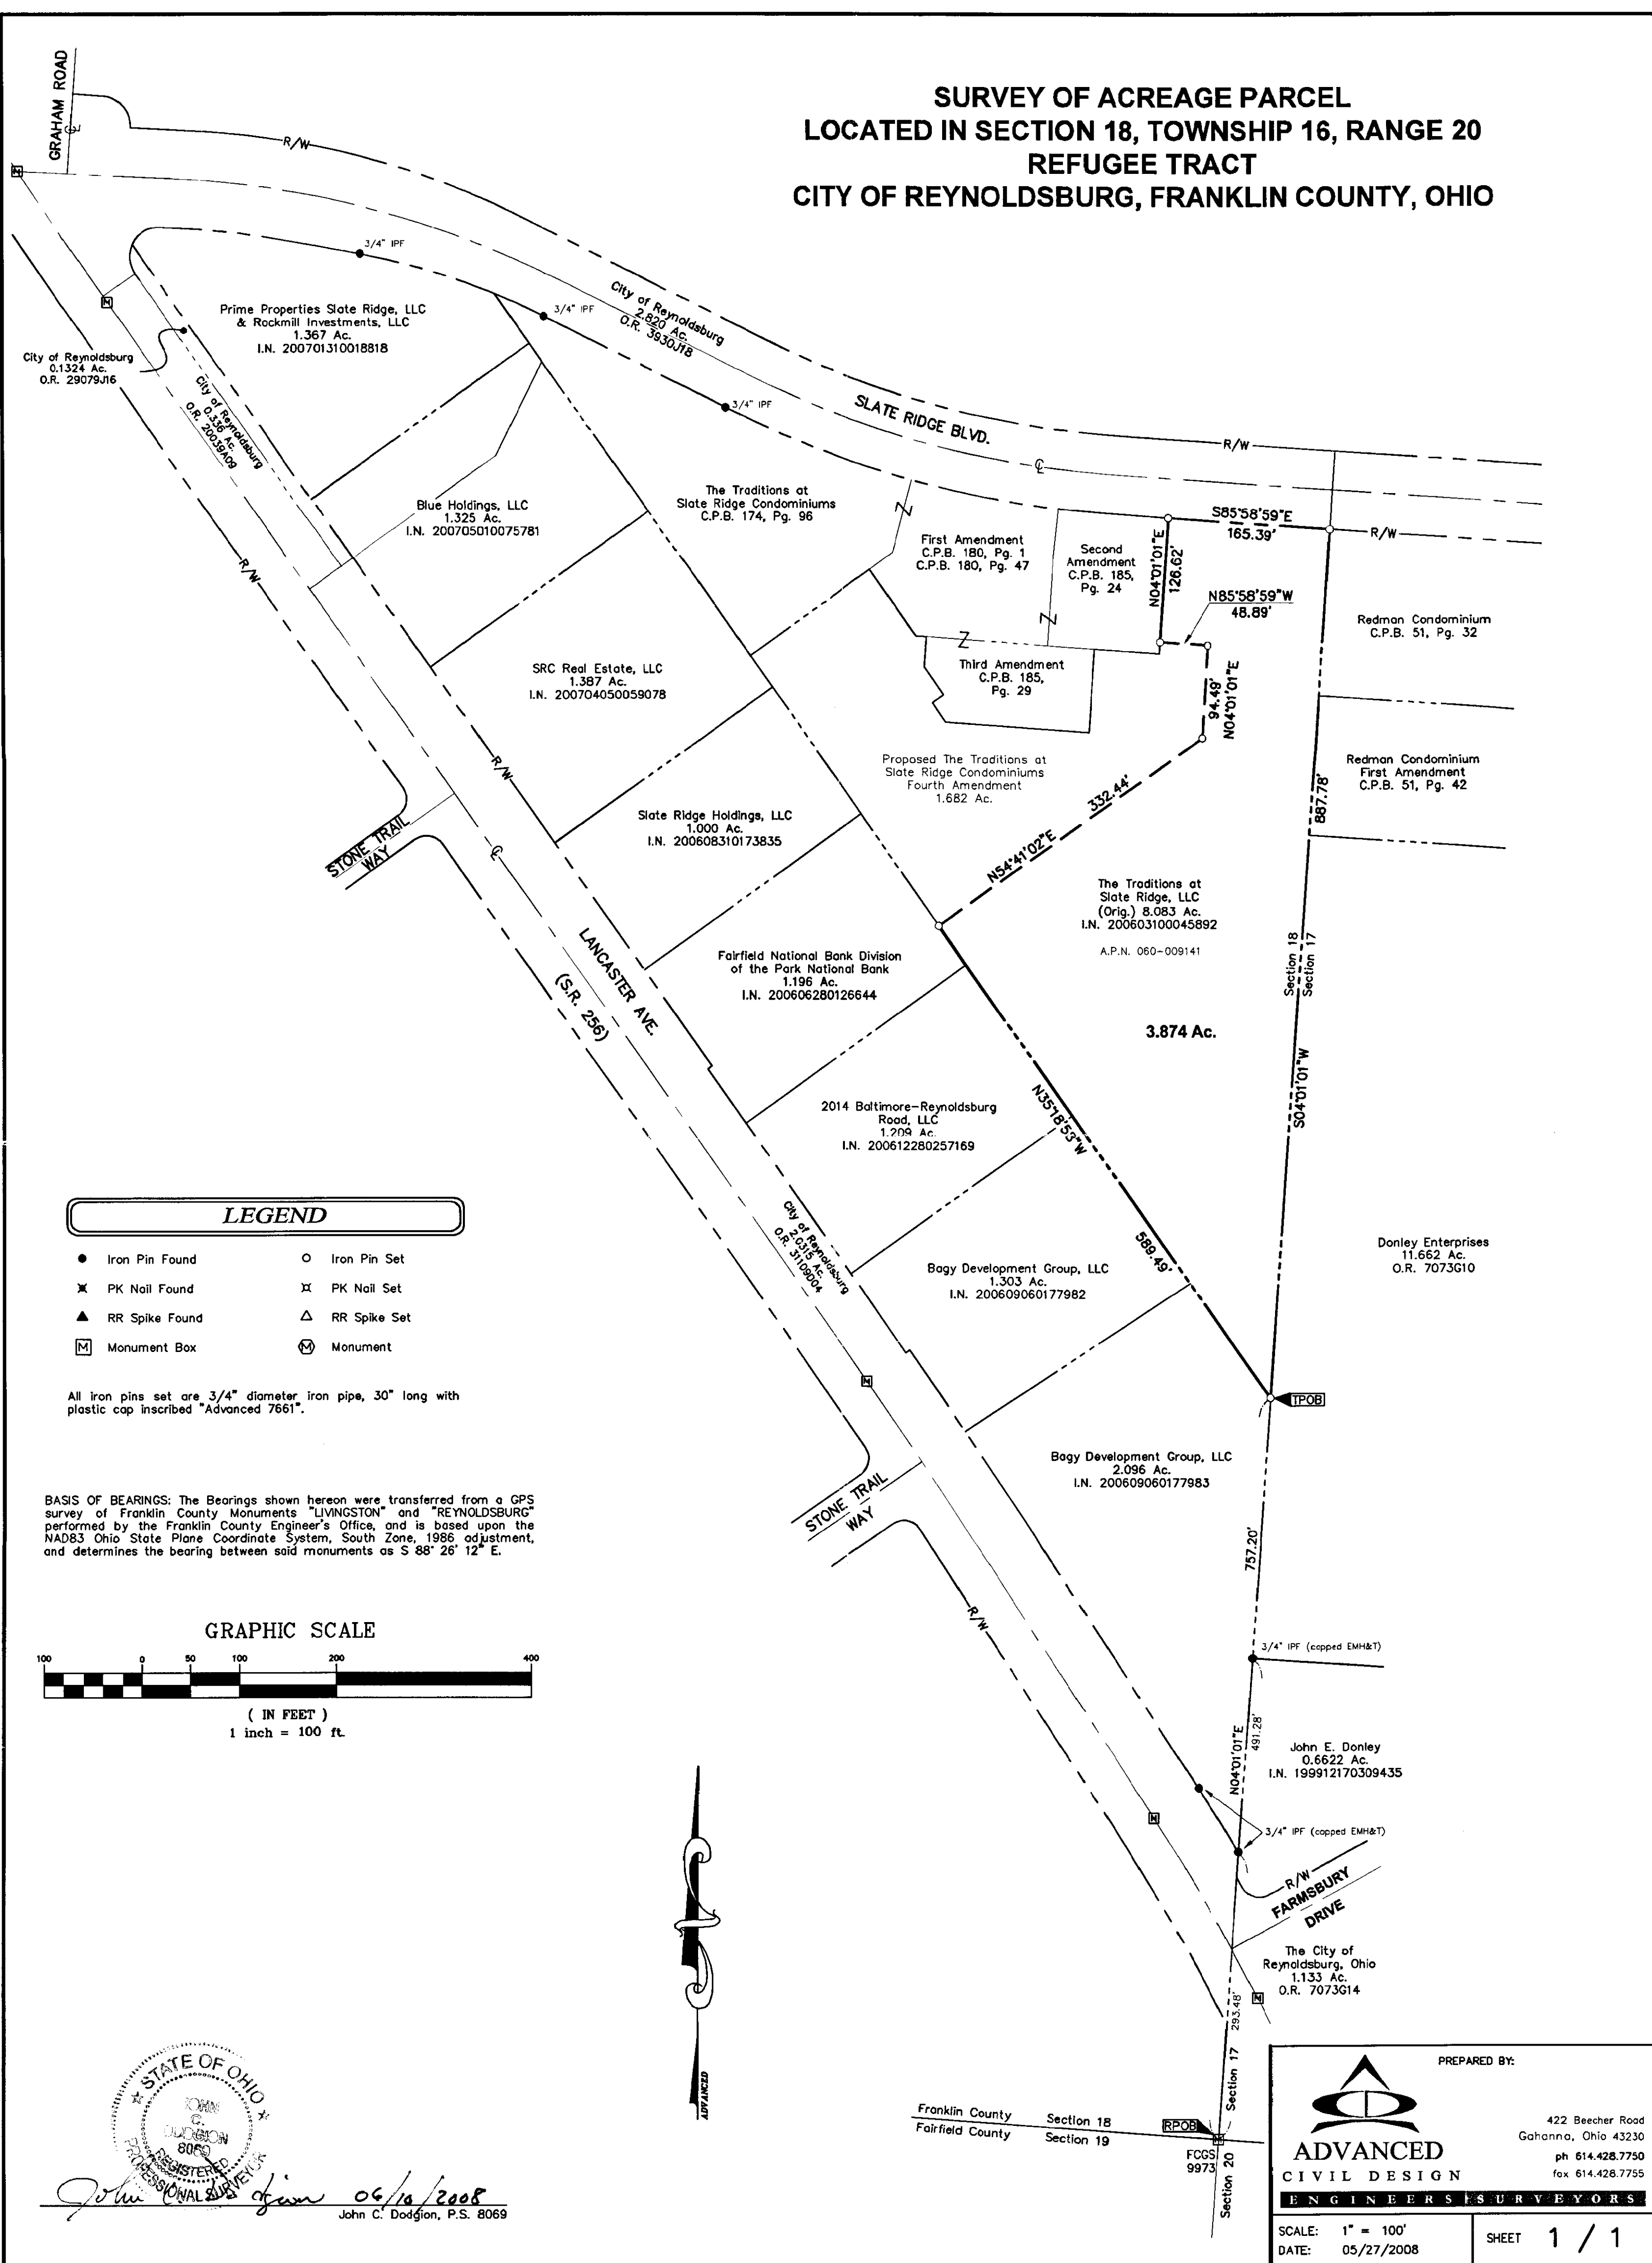 SURVEY OF ACREAGE PARCEL
LOCATED IN SECTION 18, TOWNSHIP 16, RANGE 20
REFUGEE TRACT
CITY OF REYNOLDSBURG, FRANKLIN COUNTY, OHIO
GRAHAM ROAD
R/W
M
3/4" IPF
3/4" IPF
3/4" IPF
Prime Properties Slate Ridge, LLC
& Rockmill Investments, LLC
1.367 Ac.
I.N. 200701310018818
City of Reynoldsburg
0.1324 Ac.
O.R. 29079J16
City of Reynoldsburg
0.336 Ac.
O.R. 20039A09
City of Reynoldsburg
2.820 Ac.
O.R. 3930J18
SLATE RIDGE BLVD.
R/W
Blue Holdings, LLC
1.325 Ac.
I.N. 200705010075781
The Traditions at
Slate Ridge Condominiums
C.P.B. 174, Pg. 96
First Amendment
C.P.B. 180, Pg. 1
C.P.B. 180, Pg. 47
Second
Amendment
C.P.B. 185,
Pg. 24
S85°58'59"E
165.39'
R/W
N04°01'01"E
126.62'
N85°58'59"W
48.89'
Redman Condominium
C.P.B. 51, Pg. 32
R/W
SRC Real Estate, LLC
1.387 Ac.
I.N. 200704050059078
Third Amendment
C.P.B. 185,
Pg. 29
94.49'
N04°01'01"E
Redman Condominium
First Amendment
C.P.B. 51, Pg. 42
887.78'
Proposed The Traditions at
Slate Ridge Condominiums
Fourth Amendment
1.682 Ac.
R/W
332.44'
N54°41'02"E
STONE TRAIL
WAY
Slate Ridge Holdings, LLC
1.000 Ac.
I.N. 200608310173835
The Traditions at
Slate Ridge, LLC
(Orig.) 8.083 Ac.
I.N. 200603100045892
A.P.N. 060-009141
Section 18
Section 17
3.874 Ac.
S04°01'01"W
LANCASTER AVE.
(S.R. 256)
Fairfield National Bank Division
of the Park National Bank
1.196 Ac.
I.N. 200606280126644
2014 Baltimore-Reynoldsburg
Road, LLC
1.209 Ac.
I.N. 200612280257169
N35°18'53"W
589.49'
City of Reynoldsburg
2.0315 Ac.
O.R. 31109D04
Bagy Development Group, LLC
1.303 Ac.
I.N. 200609060177982
Donley Enterprises
11.662 Ac.
O.R. 7073G10
TPOB
Bagy Development Group, LLC
2.096 Ac.
I.N. 200609060177983
STONE TRAIL
WAY
757.20'
R/W
3/4" IPF (capped EMH&T)
N04°01'01"E
491.28'
John E. Donley
0.6622 Ac.
I.N. 199912170309435
3/4" IPF (capped EMH&T)
R/W
FARMSBURY
DRIVE
The City of
Reynoldsburg, Ohio
1.133 Ac.
O.R. 7073G14
293.48'
Section 17
Franklin County
Fairfield County
Section 18
Section 19
RPOB
FCGS
9973
Section 20
LEGEND
Iron Pin Found
Iron Pin Set
PK Nail Found
PK Nail Set
RR Spike Found
RR Spike Set
M Monument Box
M Monument
All iron pins set are 3/4" diameter iron pipe, 30" long with
plastic cap inscribed "Advanced 7661".
BASIS OF BEARINGS: The Bearings shown hereon were transferred from a GPS
survey of Franklin County Monuments "LIVINGSTON" and "REYNOLDSBURG"
performed by the Franklin County Engineer's Office, and is based upon the
NAD83 Ohio State Plane Coordinate System, South Zone, 1986 adjustment,
and determines the bearing between said monuments as S 88° 26' 12" E.
GRAPHIC SCALE
100 0 50 100 200 400
( IN FEET )
1 inch = 100 ft.
ADVANCED
STATE OF OHIO
JOHN
C.
DODGION
8069
REGISTERED
PROFESSIONAL SURVEYOR
06/10/2008
John C. Dodgion, P.S. 8069
PREPARED BY:
ADVANCED
CIVIL DESIGN
ENGINEERS SURVEYORS
422 Beecher Road
Gahanna, Ohio 43230
ph 614.428.7750
fax 614.428.7755
SCALE: 1" = 100'
DATE: 05/27/2008
SHEET 1 / 1